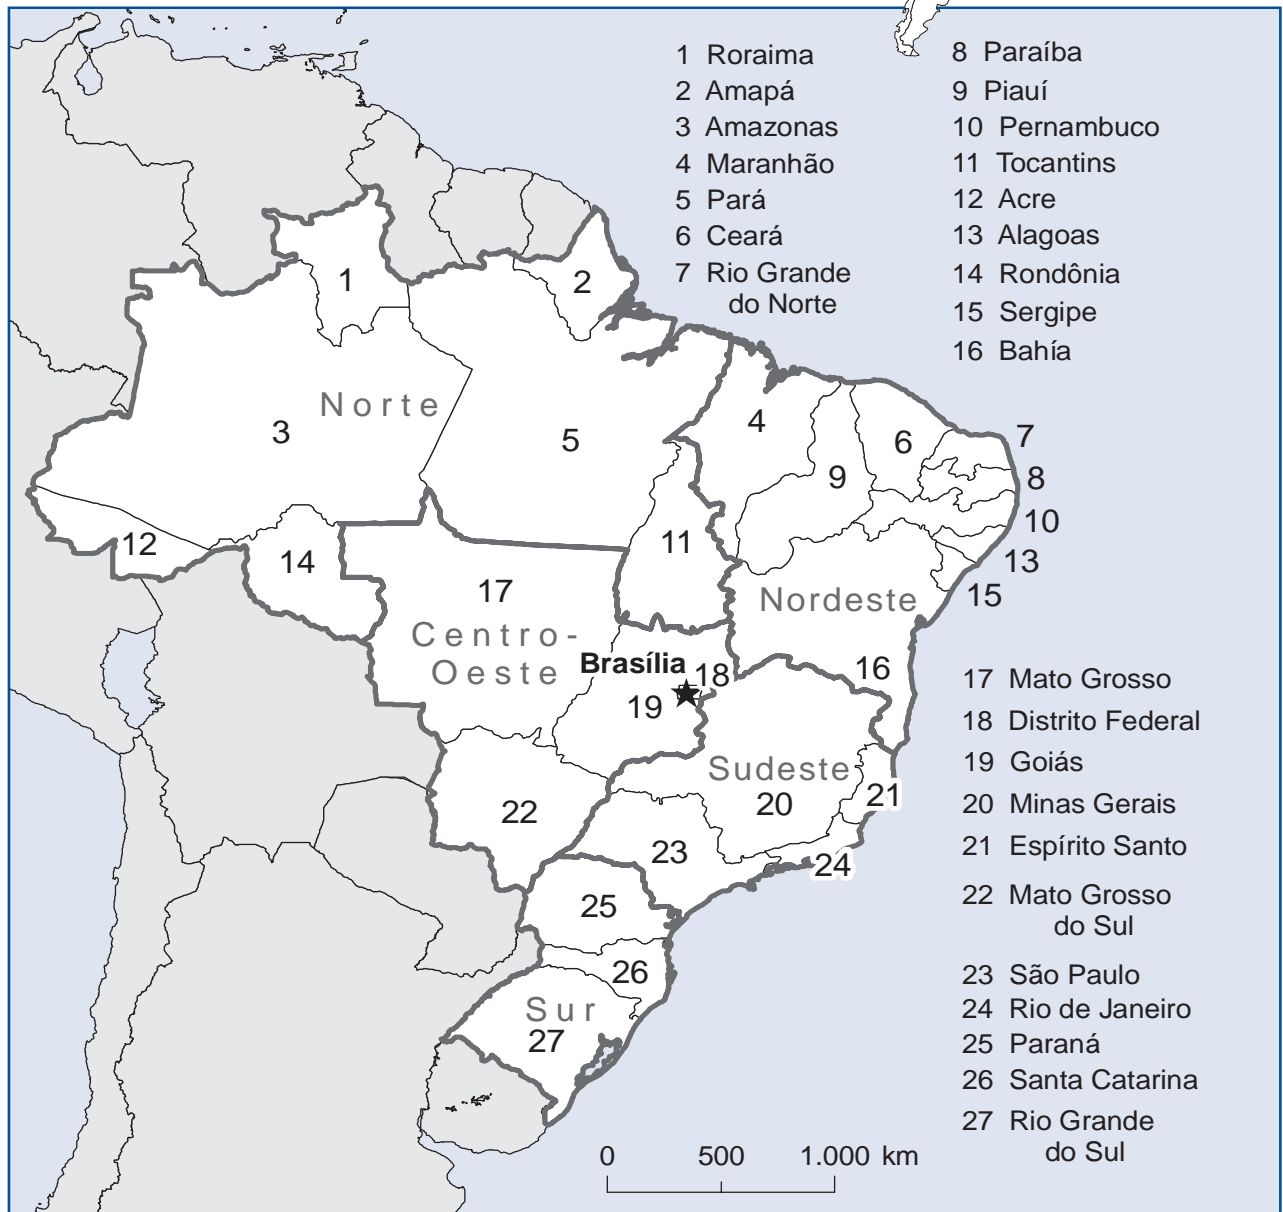 1 Roraima
2 Amapá
3 Amazonas
4 Maranhão
5 Pará
6 Ceará
7 Rio Grande
do Norte
8 Paraíba
9 Piauí
10 Pernambuco
11 Tocantins
12 Acre
13 Alagoas
14 Rondônia
15 Sergipe
16 Bahía
1
2
Norte
3
5
4
9
6
7
8
10
13
15
12
14
11
17
Nordeste
Centro-
Oeste
Brasília
18
16
19
Sudeste
20
21
22
23
24
25
26
Sur
27
17 Mato Grosso
18 Distrito Federal
19 Goiás
20 Minas Gerais
21 Espírito Santo
22 Mato Grosso
do Sul
23 São Paulo
24 Rio de Janeiro
25 Paraná
26 Santa Catarina
27 Rio Grande
do Sul
0 500 1.000 km